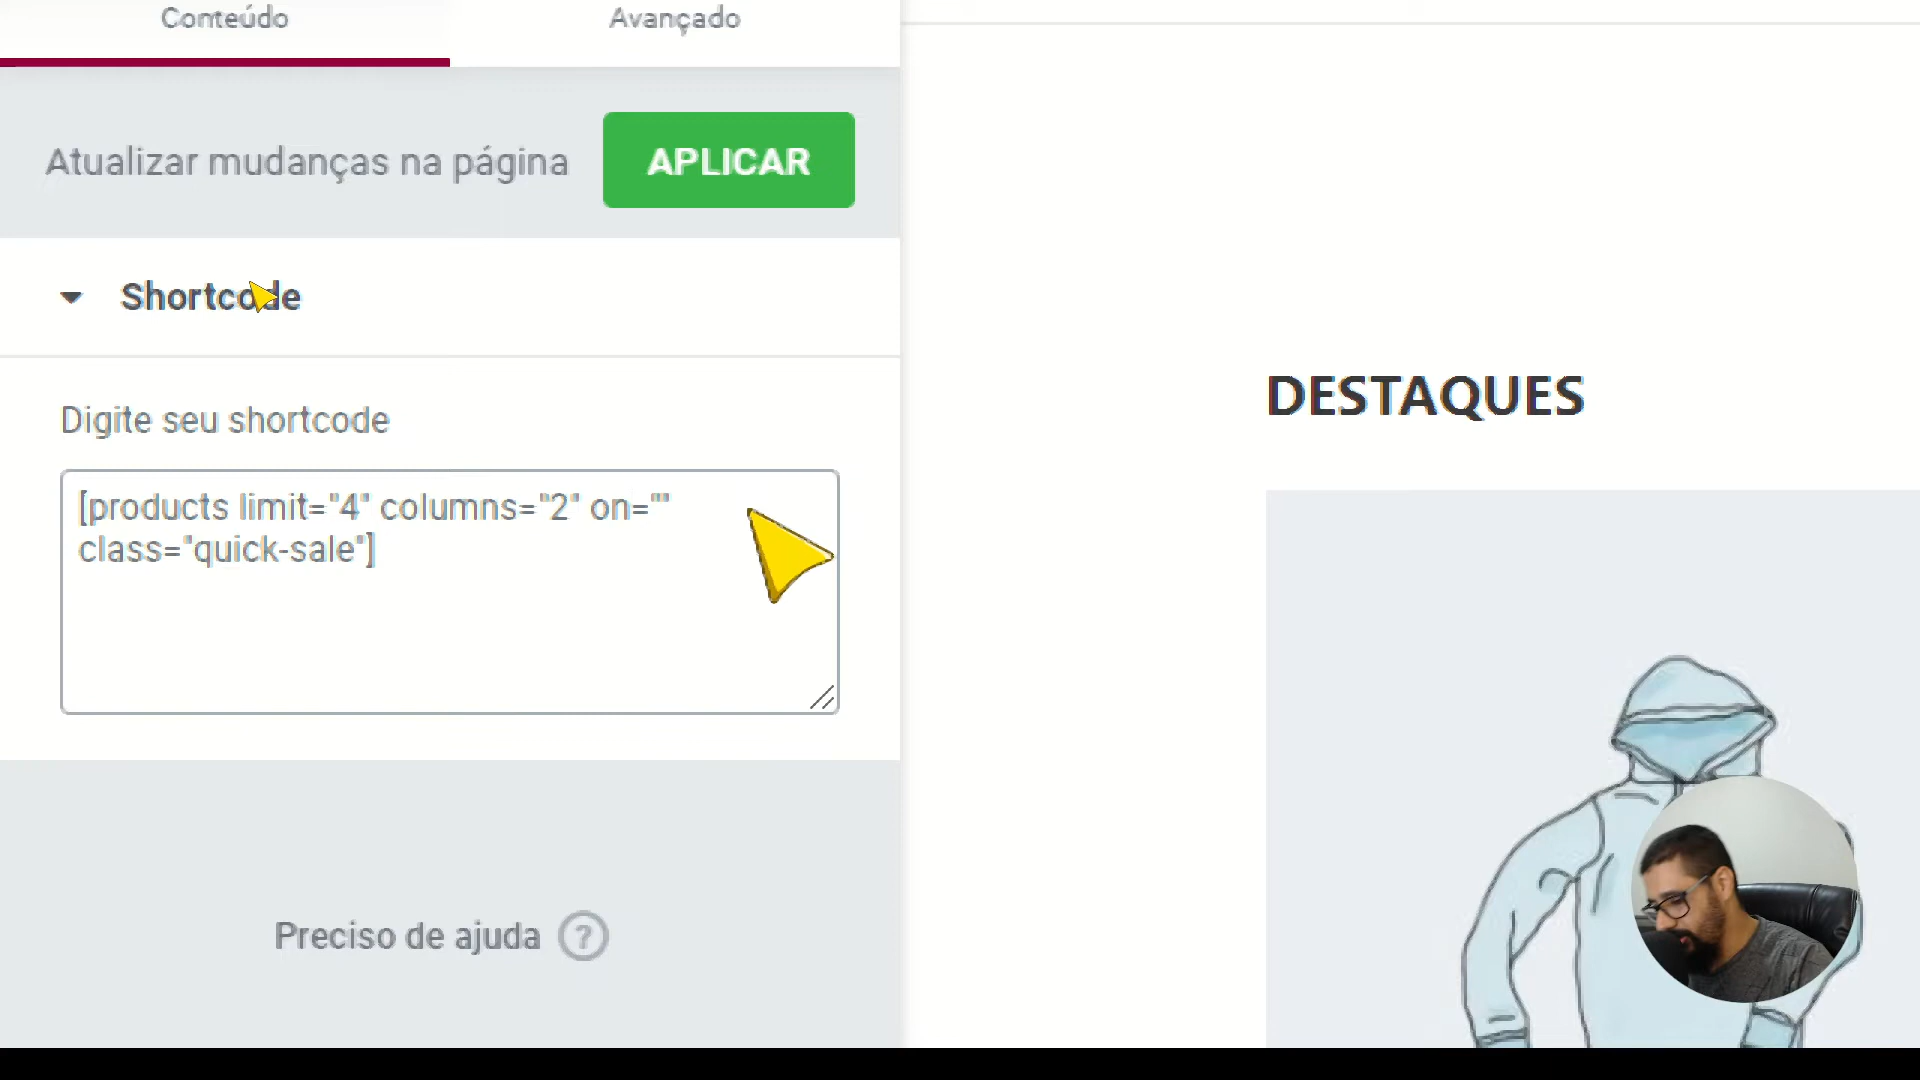 Conteúdo
Avançado
Atualizar mudanças na página
APLICAR
Shortcode
Digite seu shortcode
[products limit="4" columns="2" on=""
class="quick-sale"]
Preciso de ajuda ?
DESTAQUES